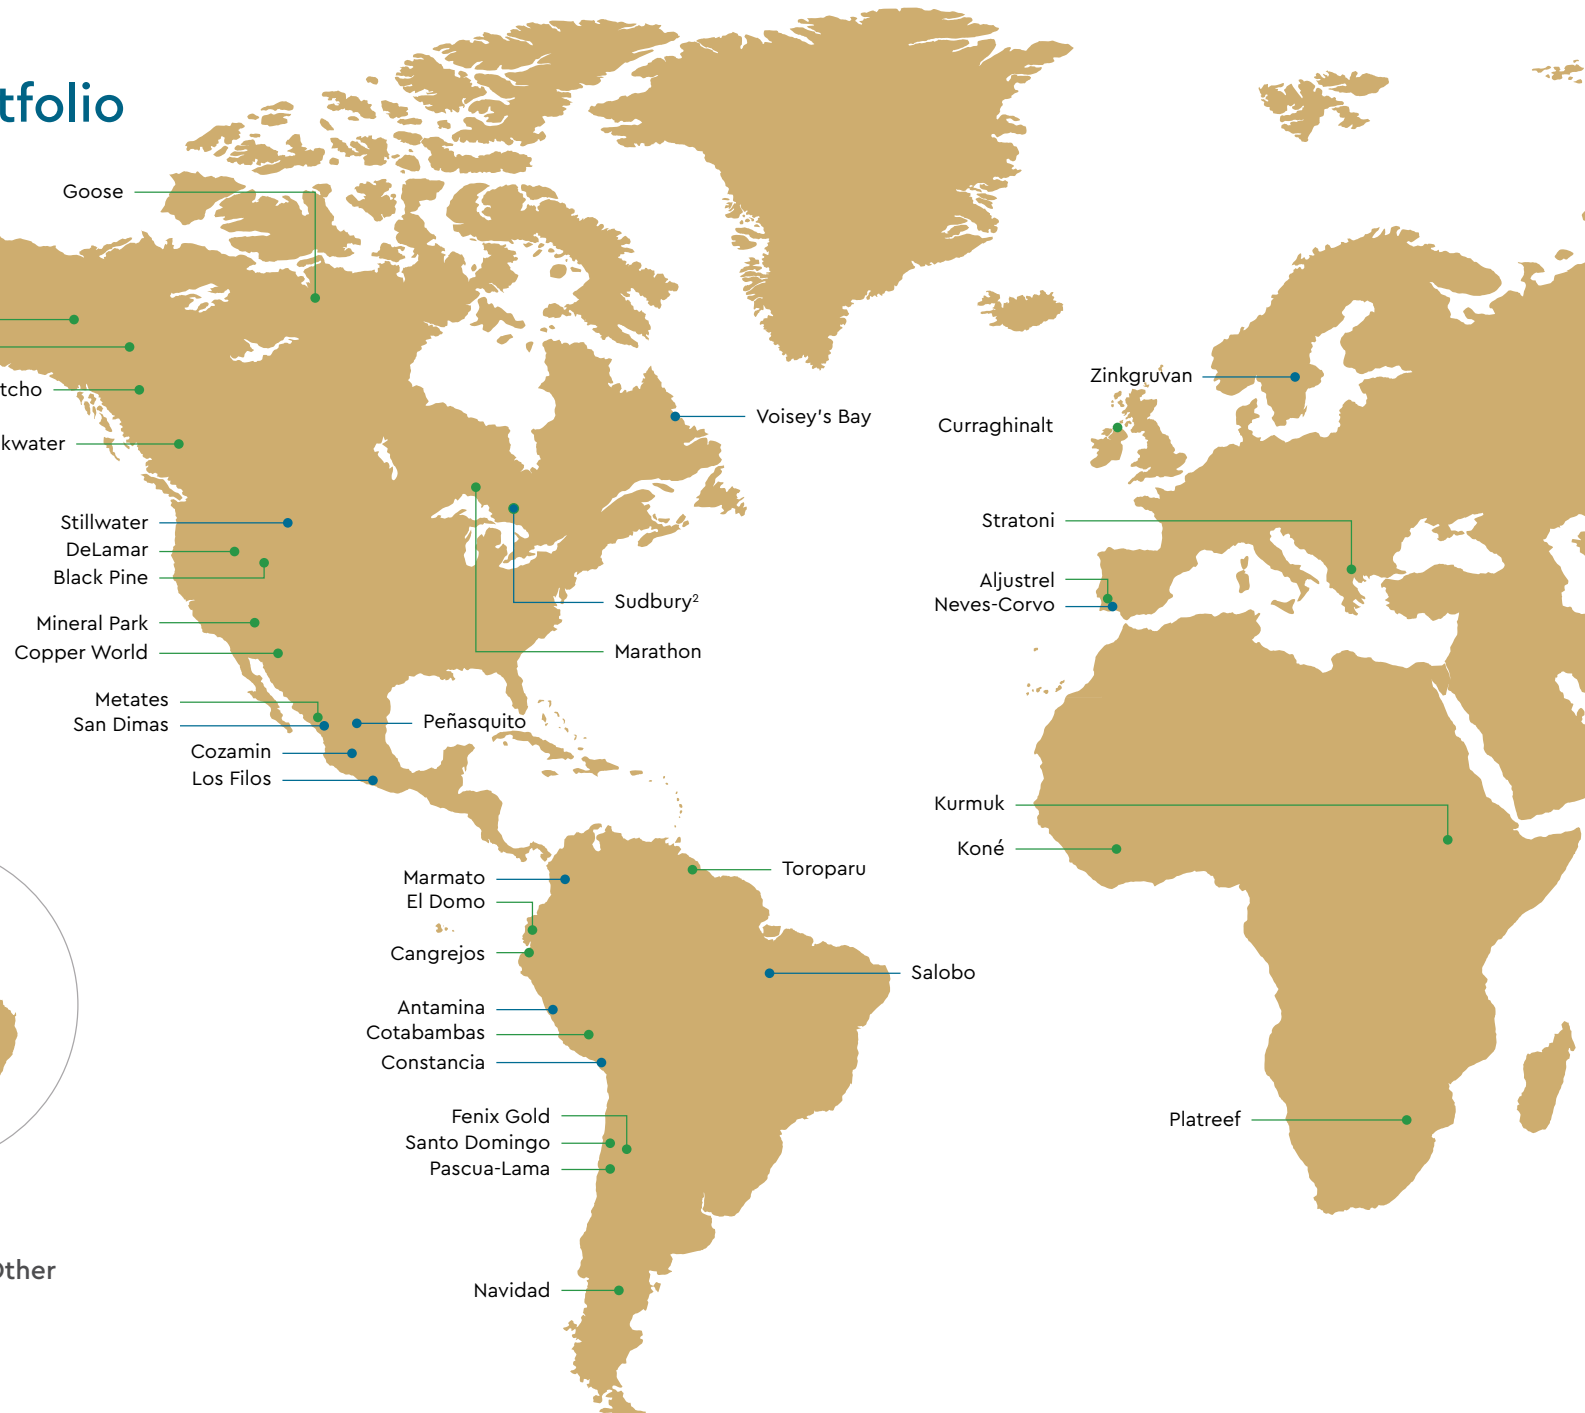 tfolio
Goose
tcho
kwater
Stillwater
DeLamar
Black Pine
Mineral Park
Copper World
Metates
San Dimas
Cozamin
Los Filos
Peñasquito
Voisey's Bay
Sudbury²
Marathon
Marmato
El Domo
Cangrejos
Antamina
Cotabambas
Constancia
Fenix Gold
Santo Domingo
Pascua-Lama
Navidad
Toroparu
Salobo
Zinkgruvan
Curraghinalt
Stratoni
Aljustrel
Neves-Corvo
Kurmuk
Koné
Platreef
Other